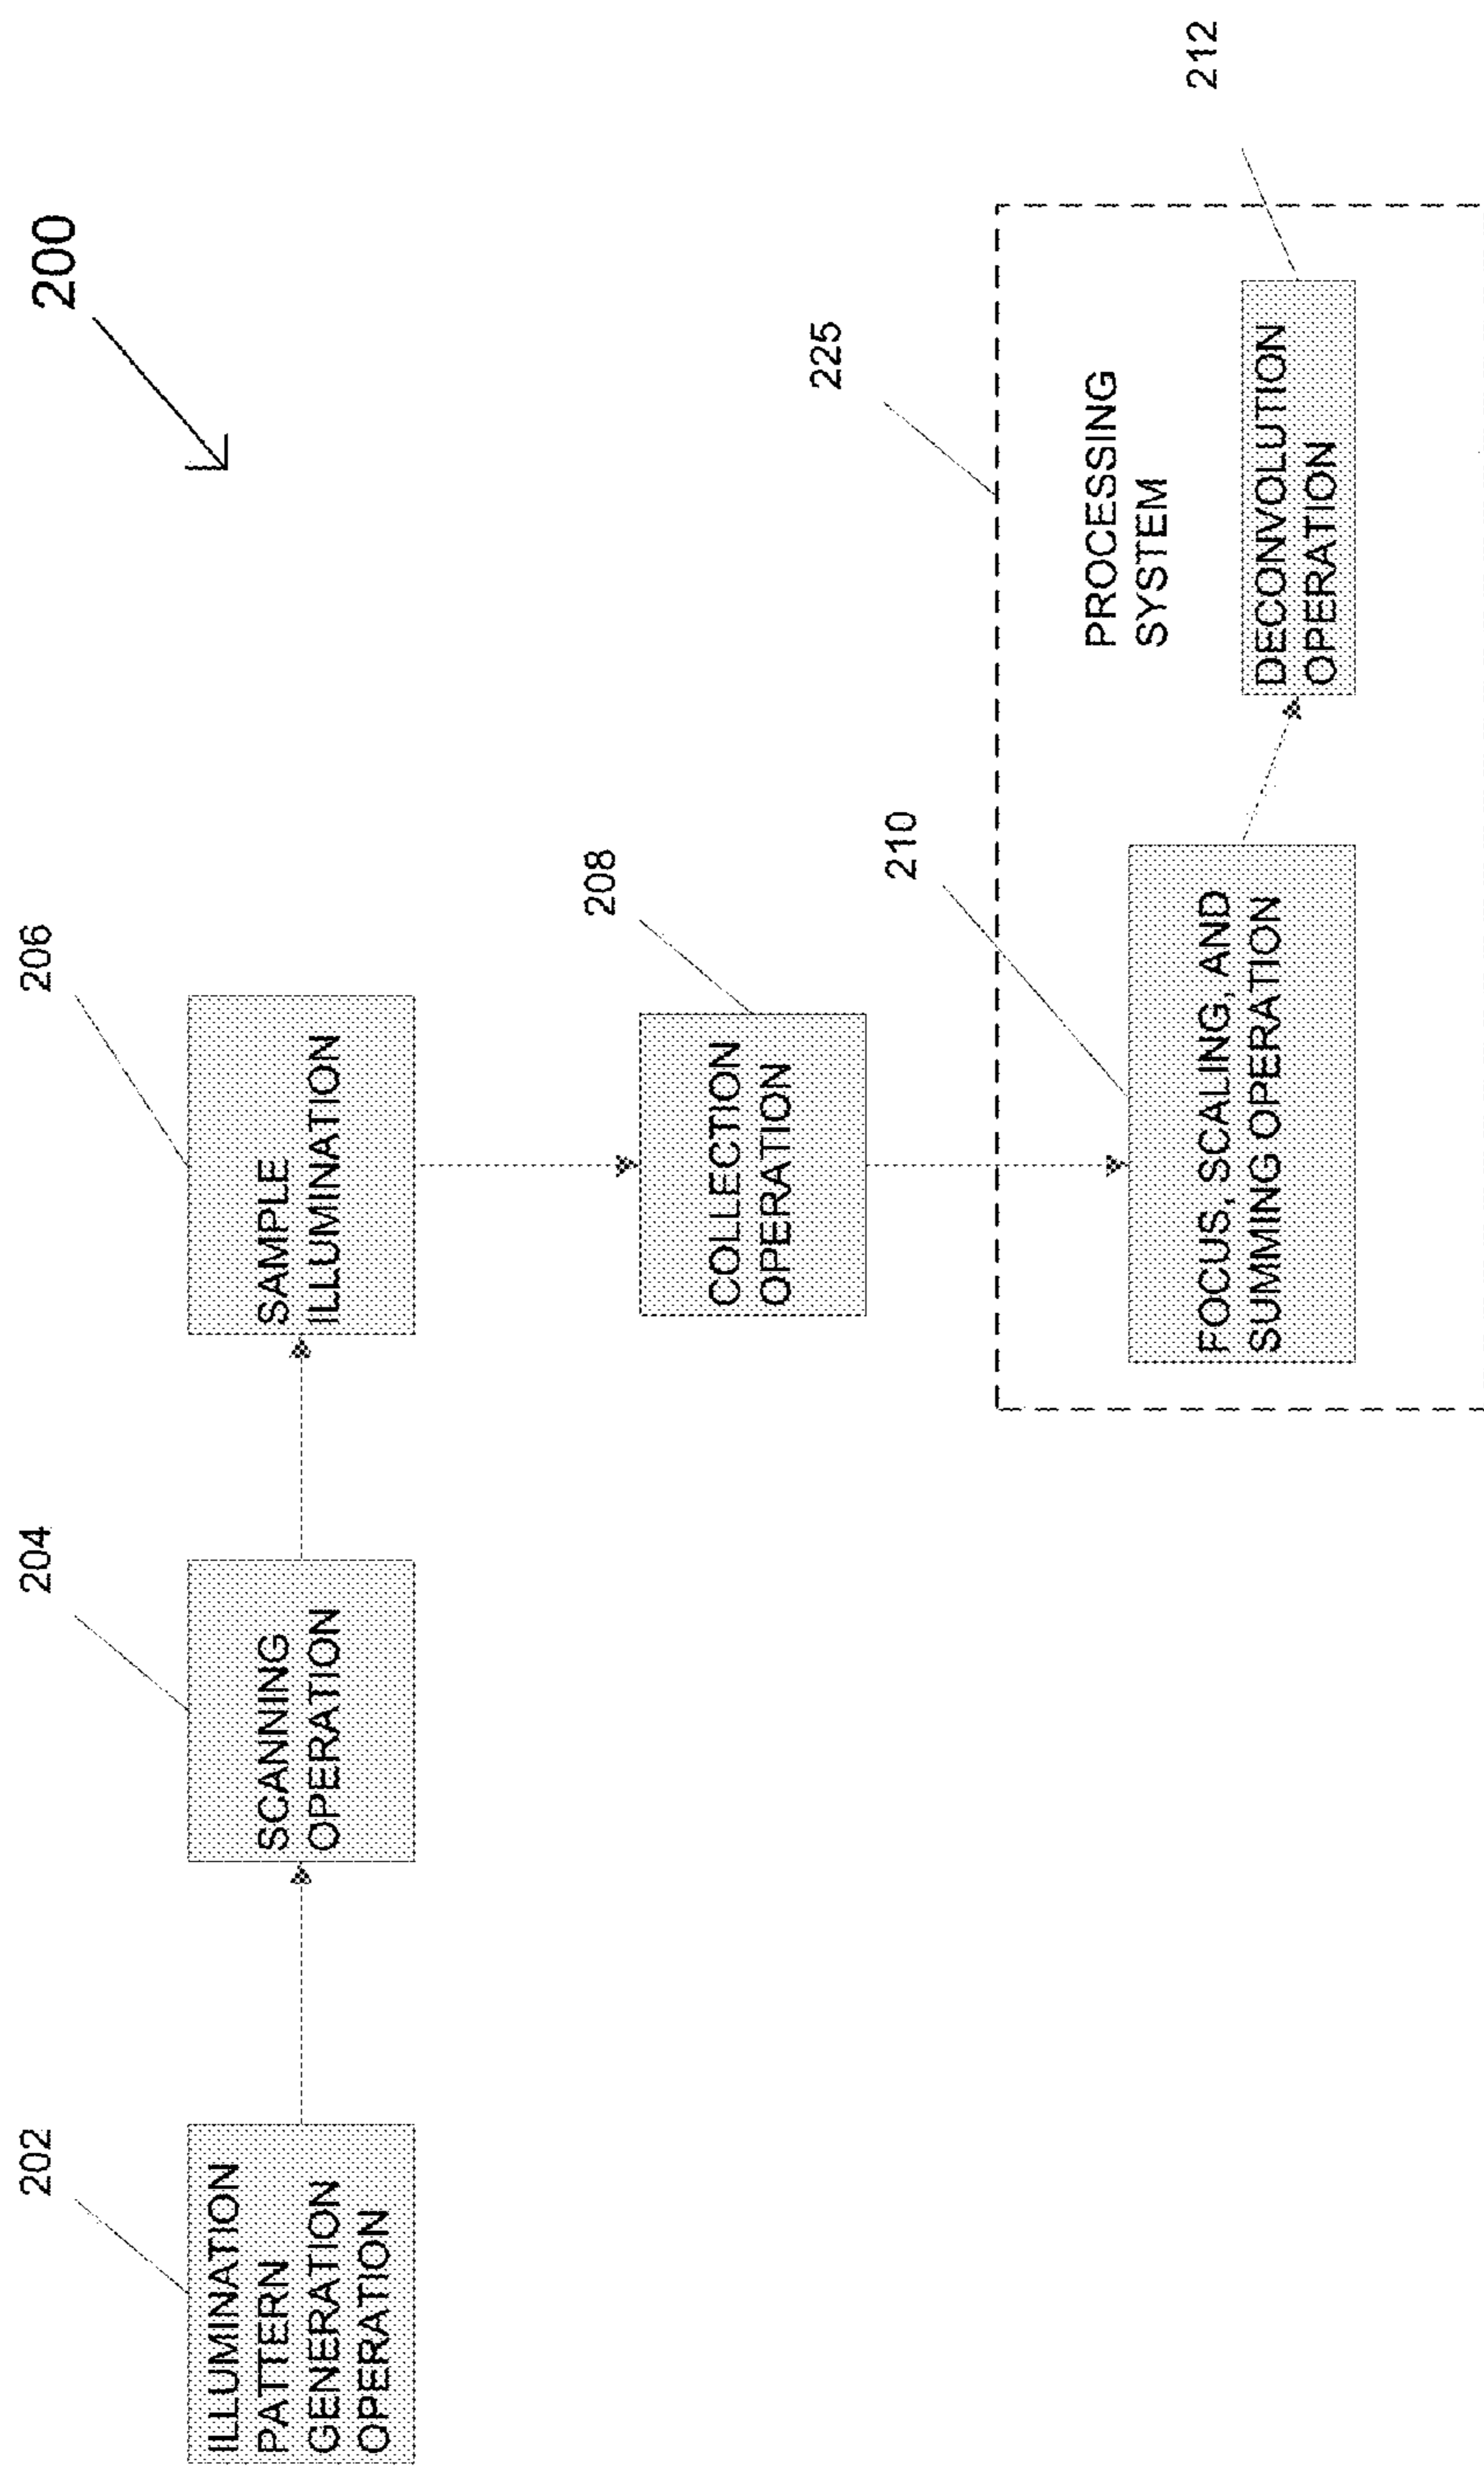 200
202
ILLUMINATION
PATTERN
GENERATION
OPERATION
204
SCANNING
OPERATION
206
SAMPLE
ILLUMINATION
208
COLLECTION
OPERATION
225
PROCESSING
SYSTEM
210
FOCUS, SCALING, AND
SUMMING OPERATION
212
DECONVOLUTION
OPERATION